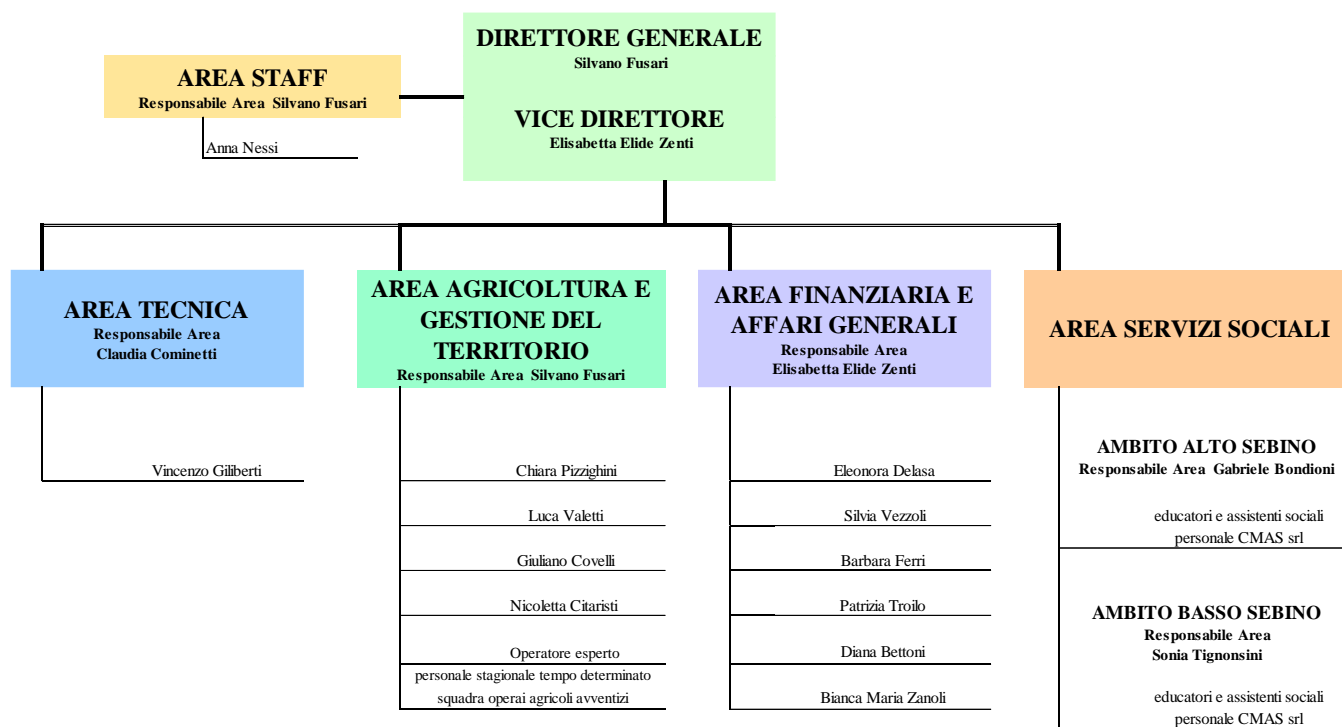 DIRETTORE GENERALE
Silvano Fusari
VICE DIRETTORE
Elisabetta Elide Zenti
AREA STAFF
Responsabile Area Silvano Fusari
Anna Nessi
AREA TECNICA
Responsabile Area
Claudia Cominetti
Vincenzo Giliberti
AREA AGRICOLTURA E
GESTIONE DEL
TERRITORIO
Responsabile Area Silvano Fusari
Chiara Pizzighini
Luca Valetti
Giuliano Covelli
Nicoletta Citaristi
Operatore esperto
personale stagionale tempo determinato
squadra operai agricoli avventizi
AREA FINANZIARIA E
AFFARI GENERALI
Responsabile Area
Elisabetta Elide Zenti
Eleonora Delasa
Silvia Vezzoli
Barbara Ferri
Patrizia Troilo
Diana Bettoni
Bianca Maria Zanoli
AREA SERVIZI SOCIALI
AMBITO ALTO SEBINO
Responsabile Area Gabriele Bondioni
educatori e assistenti sociali
personale CMAS srl
AMBITO BASSO SEBINO
Responsabile Area
Sonia Tignonsini
educatori e assistenti sociali
personale CMAS srl